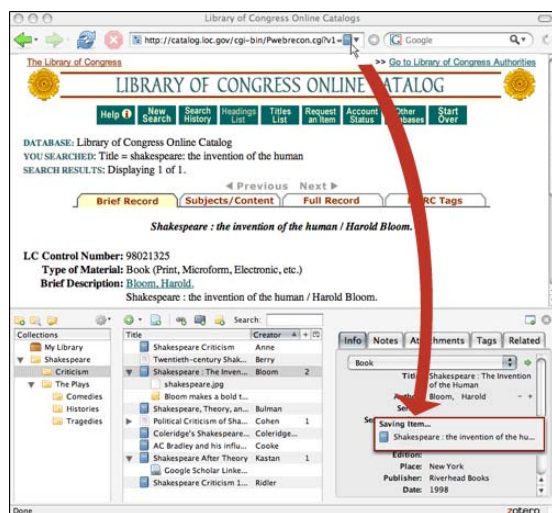 Library of Congress Online Catalogs
http://catalog.loc.gov/cgi-bin/Pwebrecon.cgi?v1=
Google
The Library of Congress
>> Go to Library of Congress Authorities
LIBRARY OF CONGRESS ONLINE CATALOG
Help New Search Search History Headings List Titles List Request an Item Account Status Other Databases Start Over
DATABASE: Library of Congress Online Catalog
YOU SEARCHED: Title = shakespeare: the invention of the human
SEARCH RESULTS: Displaying 1 of 1.
Previous Next
Brief Record Subjects/Content Full Record Tags
Shakespeare : the invention of the human / Harold Bloom.
LC Control Number: 98021325
Type of Material: Book (Print, Microform, Electronic, etc.)
Brief Description: Bloom, Harold.
Shakespeare : the invention of the human / Harold Bloom.
Search:
Collections
My Library
Shakespeare
Criticism
The Plays
Comedies
Histories
Tragedies
Title Creator
Shakespeare Criticism Anne
Twentieth-century Shak... Berry
Shakespeare : The Inven... Bloom 2
shakespeare.jpg
Bloom makes a bold t...
Shakespeare, Theory, an... Bulman
Political Criticism of Sha... Cohen 1
Coleridge's Shakespeare... Coleridge...
AC Bradley and his influ... Cooke
Shakespeare After Theory Kastan 1
Google Scholar Linke...
Shakespeare Criticism 1... Ridler
Info Notes Attachments Tags Related
Book
Title: Shakespeare : The Invention
of the Human
Bloom, Harold
Saving Item...
Shakespeare : the invention of the hu...
Edition:
Place: New York
Publisher: Riverhead Books
Date: 1998
Done
zotero